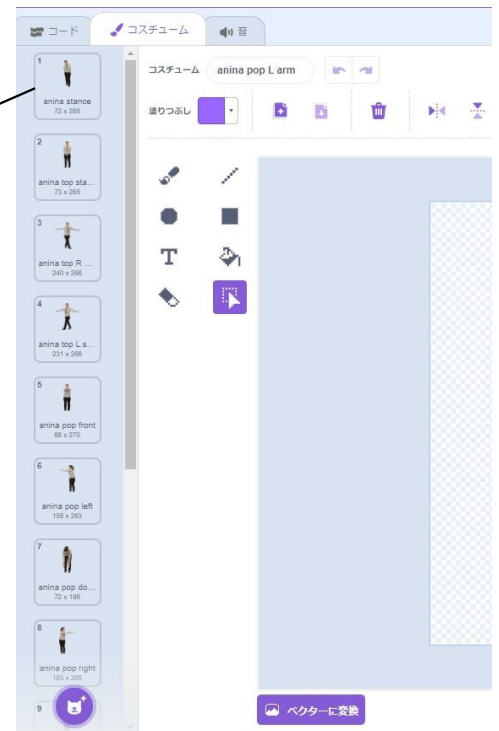 コード
コスチューム
音
コスチューム
anina pop L arm
塗りつぶし
1
anina stance
72 x 265
2
anina top sta...
73 x 265
3
anina top R ...
240 x 266
4
anina top L s...
231 x 266
5
anina pop front
68 x 270
6
anina pop left
156 x 263
7
anina pop do...
72 x 198
8
anina pop right
165 x 265
9
T
ベクターに変換